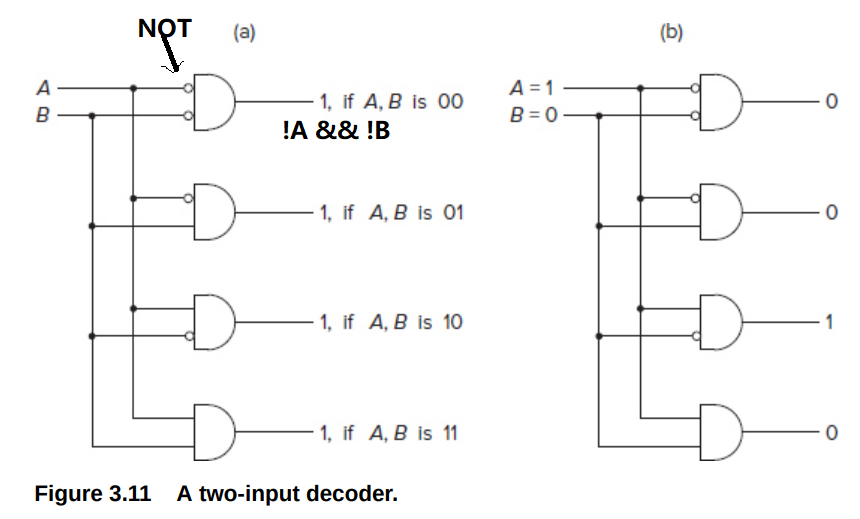 NOT
(a)
A
B
1, if A, B is 00
!A && !B
1, if A, B is 01
1, if A, B is 10
1, if A, B is 11
(b)
A = 1
B = 0
0
0
1
0
Figure 3.11 A two-input decoder.